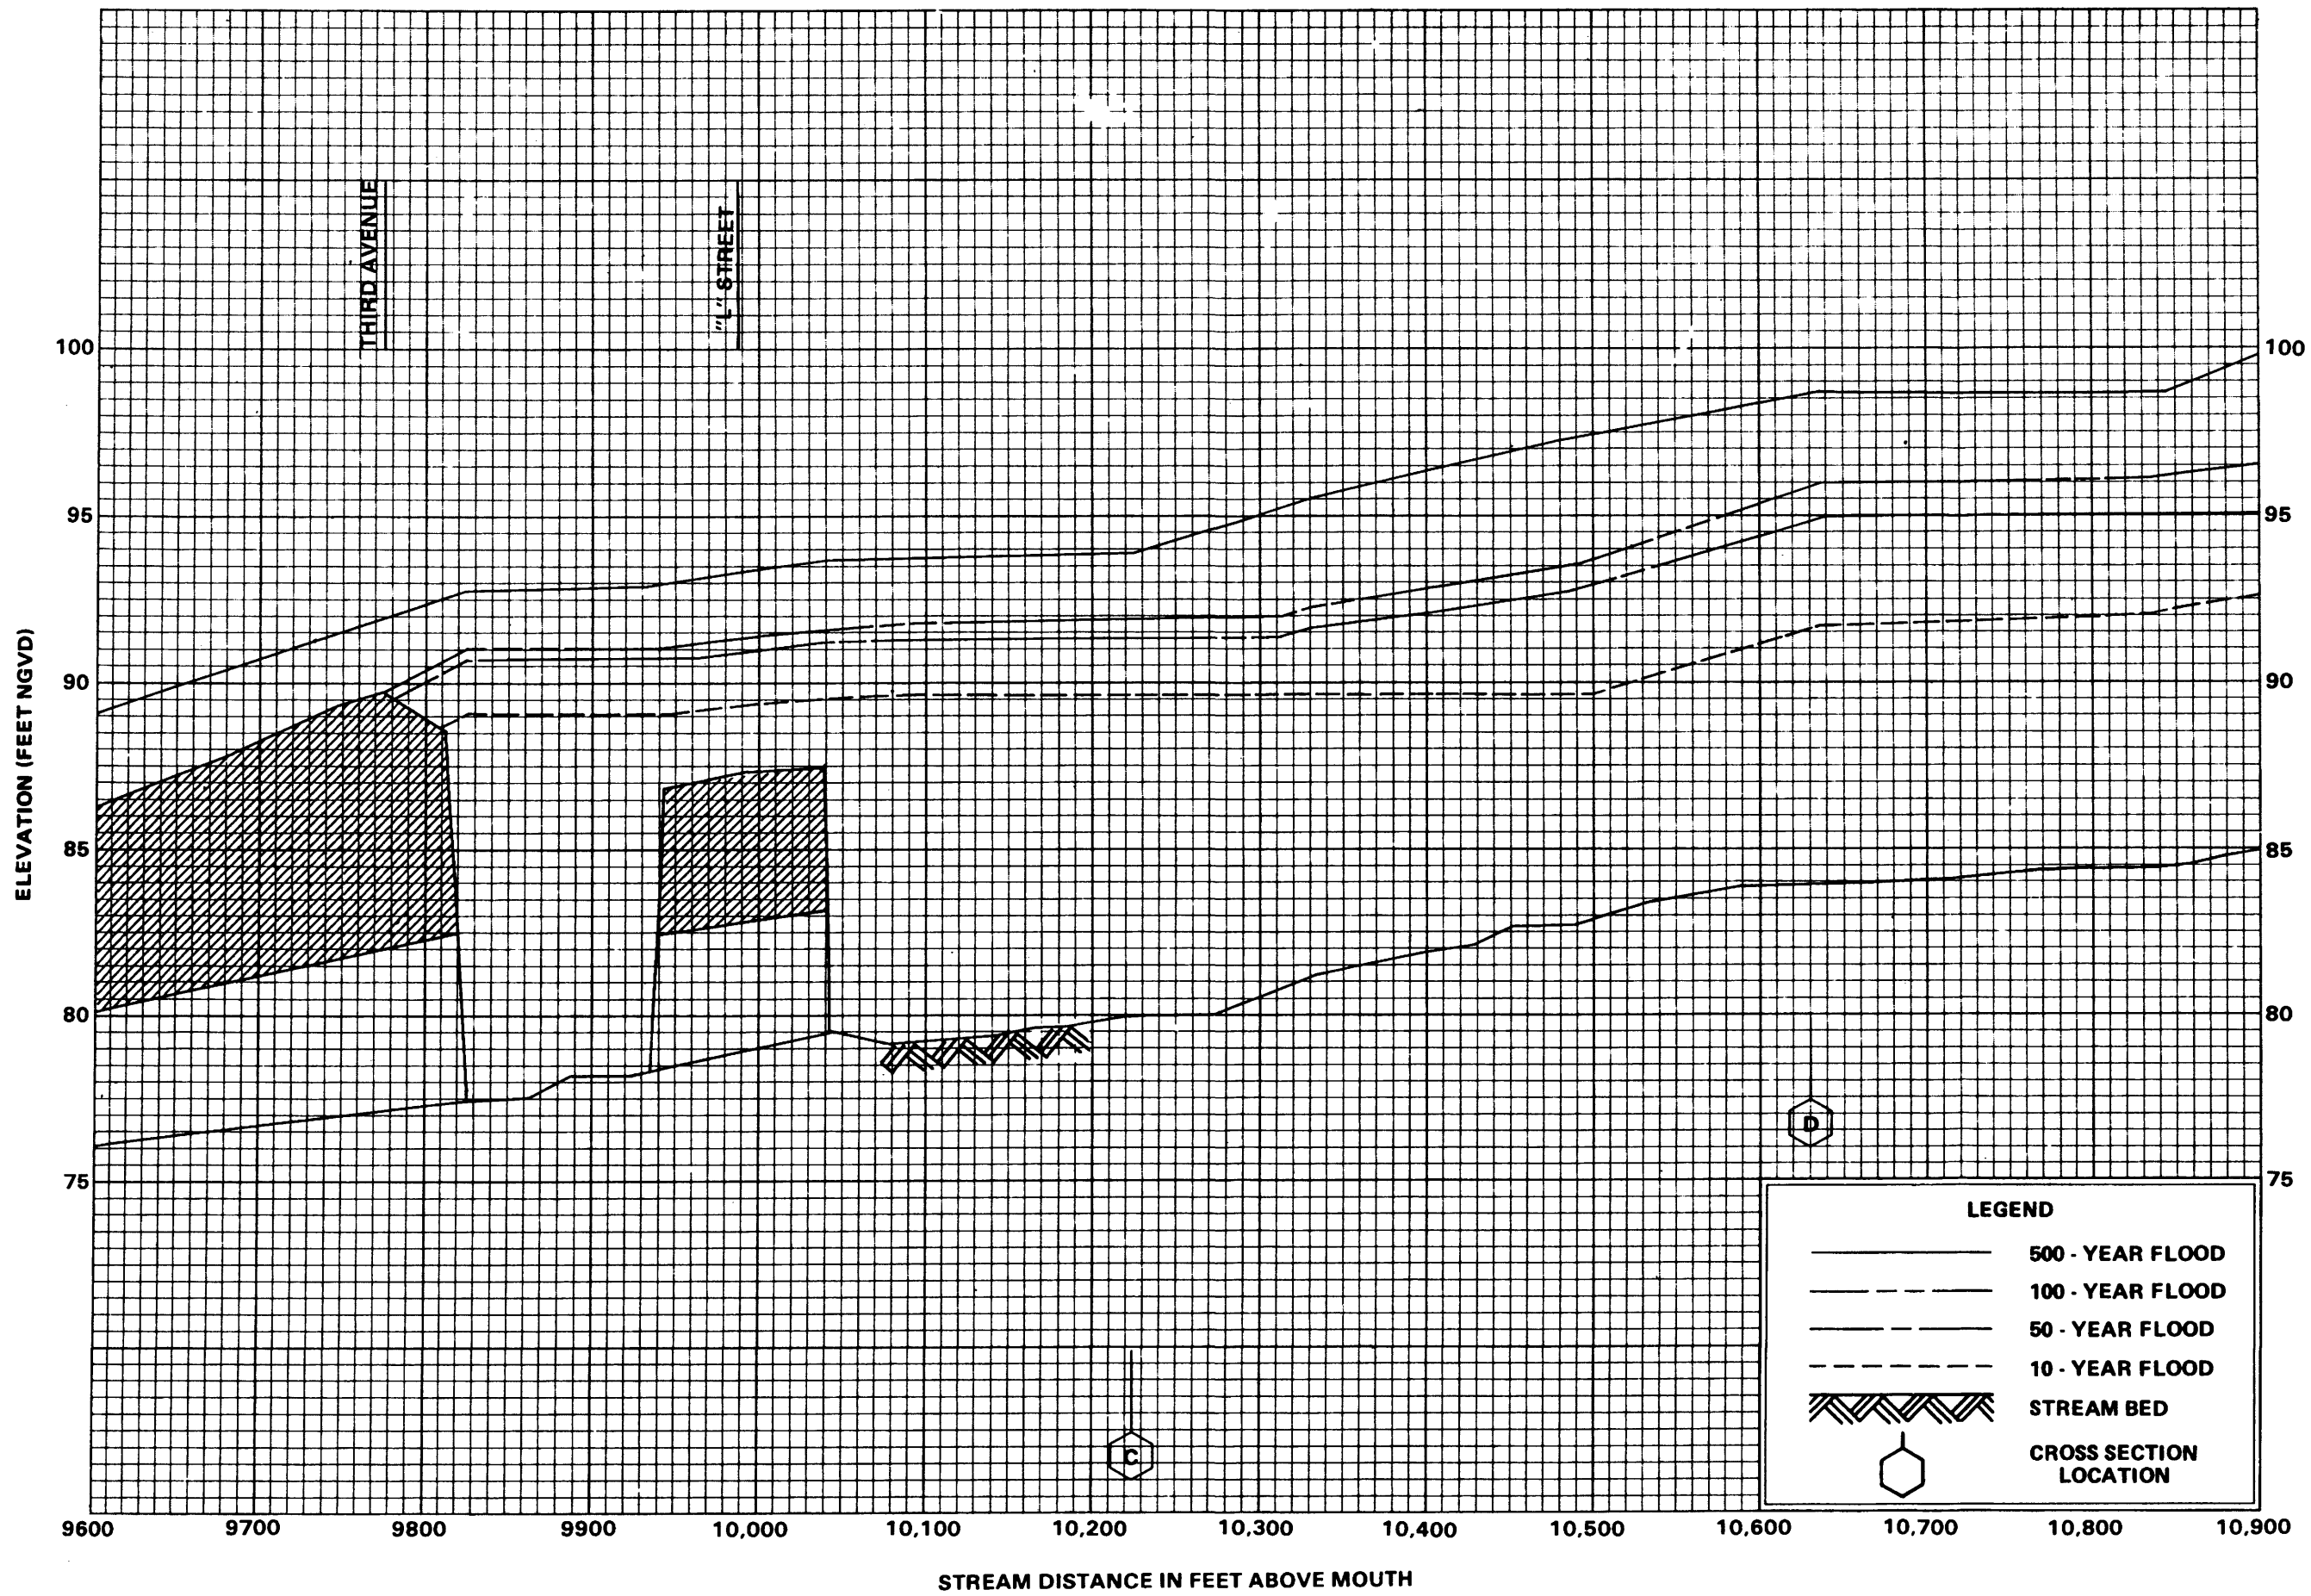 THIRD AVENUE
"L" STREET
ELEVATION (FEET NGVD)
100
95
90
85
80
75
100
95
90
85
80
75
D
C
LEGEND
500 - YEAR FLOOD
100 - YEAR FLOOD
50 - YEAR FLOOD
10 - YEAR FLOOD
STREAM BED
CROSS SECTION
LOCATION
9600 9700 9800 9900 10,000 10,100 10,200 10,300 10,400 10,500 10,600 10,700 10,800 10,900
STREAM DISTANCE IN FEET ABOVE MOUTH